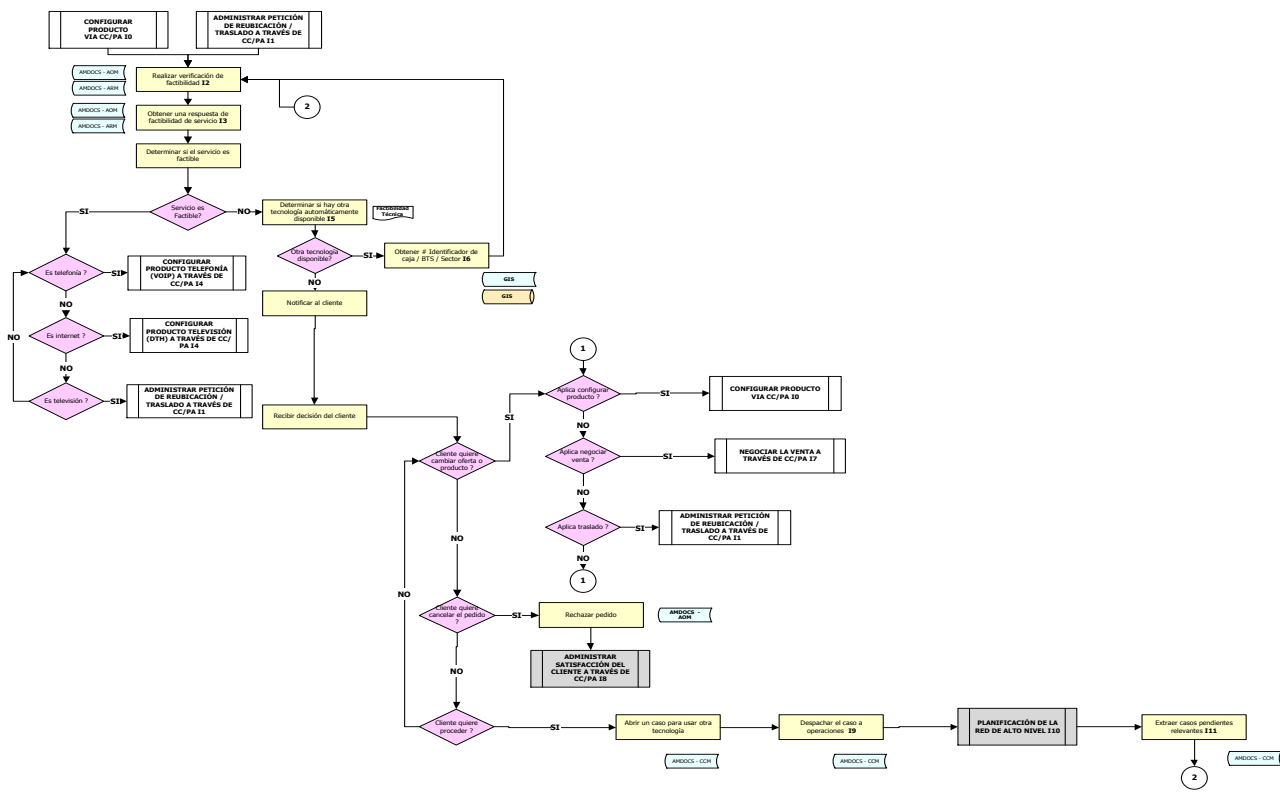 CONFIGURAR
PRODUCTO
VIA CC/PA I0
ADMINISTRAR PETICIÓN
DE REUBICACIÓN /
TRASLADO A TRAVÉS DE
CC/PA I1
AMDOCS - AOM
AMDOCS - ARM
Realizar verificación de
factibilidad I2
2
AMDOCS - AOM
AMDOCS - ARM
Obtener una respuesta de
factibilidad de servicio I3
Determinar si el servicio es
factible
Servicio es
Factible?
SI
NO
Determinar si hay otra
tecnología automáticamente
disponible I5
Factibilidad
Técnica
Otra tecnología
disponible?
SI
Obtener # Identificador de
caja / BTS / Sector I6
GIS
GIS
NO
Notificar al cliente
Es telefonía ?
SI
CONFIGURAR
PRODUCTO TELEFONÍA
(VOIP) A TRAVÉS DE
CC/PA I4
NO
Es internet ?
SI
CONFIGURAR
PRODUCTO TELEVISIÓN
(DTH) A TRAVÉS DE CC/
PA I4
NO
NO
Es televisión ?
SI
ADMINISTRAR PETICIÓN
DE REUBICACIÓN /
TRASLADO A TRAVÉS DE
CC/PA I1
Recibir decisión del cliente
Cliente quiere
cambiar oferta o
producto ?
SI
1
Aplica configurar
producto ?
SI
CONFIGURAR PRODUCTO
VIA CC/PA I0
NO
Aplica negociar
venta ?
SI
NEGOCIAR LA VENTA A
TRAVÉS DE CC/PA I7
NO
Aplica traslado ?
SI
ADMINISTRAR PETICIÓN
DE REUBICACIÓN /
TRASLADO A TRAVÉS DE
CC/PA I1
NO
1
NO
NO
Cliente quiere
cancelar el pedido
?
SI
Rechazar pedido
AMDOCS -
AOM
ADMINISTRAR
SATISFACCIÓN DEL
CLIENTE A TRAVÉS DE
CC/PA I8
NO
Cliente quiere
proceder ?
SI
Abrir un caso para usar otra
tecnología
AMDOCS - CCM
Despachar el caso a
operaciones I9
AMDOCS - CCM
PLANIFICACIÓN DE LA
RED DE ALTO NIVEL I10
Extraer casos pendientes
relevantes I11
AMDOCS - CCM
2